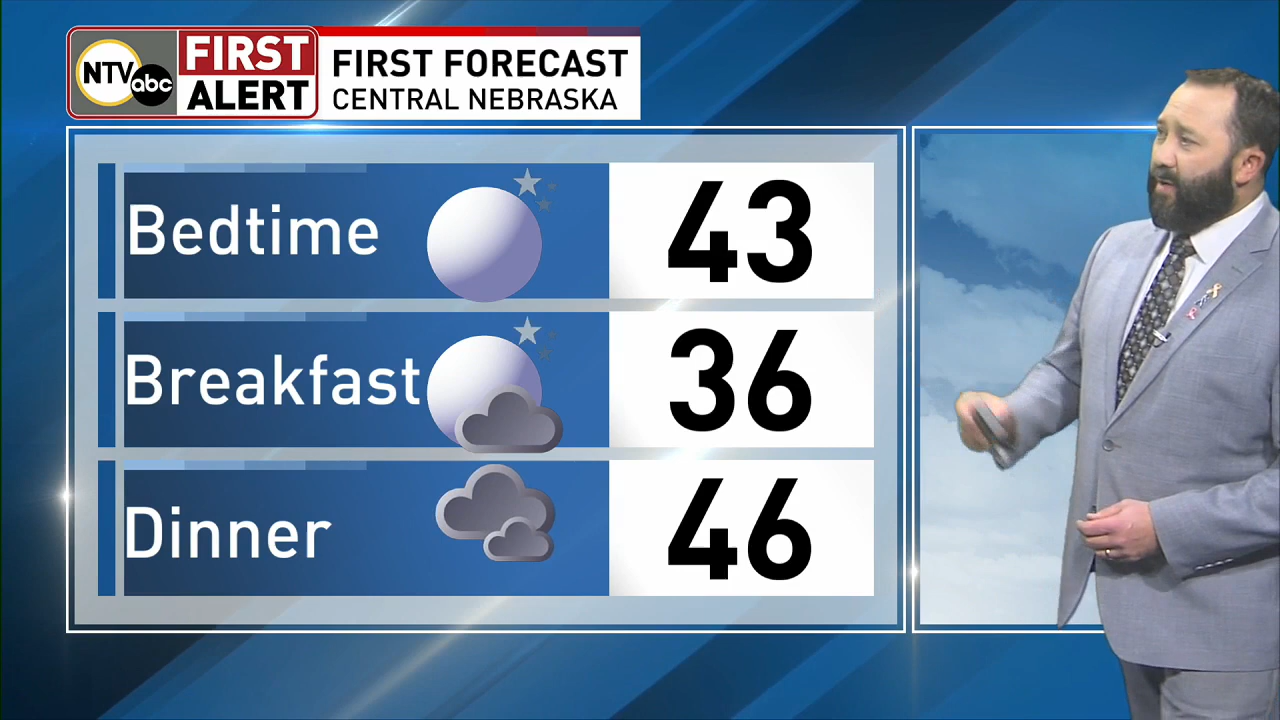 NTV abc
FIRST
ALERT
FIRST FORECAST
CENTRAL NEBRASKA
Bedtime 43
Breakfast 36
Dinner 46